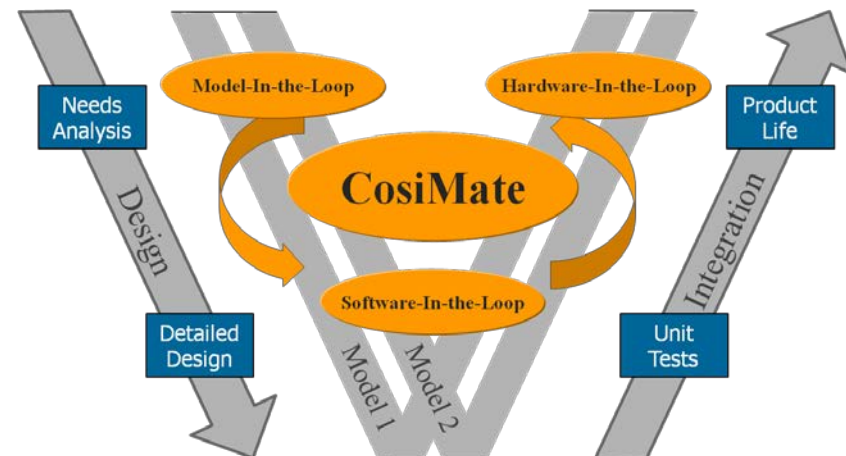 Model-In-the-Loop
Hardware-In-the-Loop
Needs
Analysis
Product
Life
CosiMate
Design
Integration
Software-In-the-Loop
Detailed
Design
Model 1
Model 2
Unit
Tests